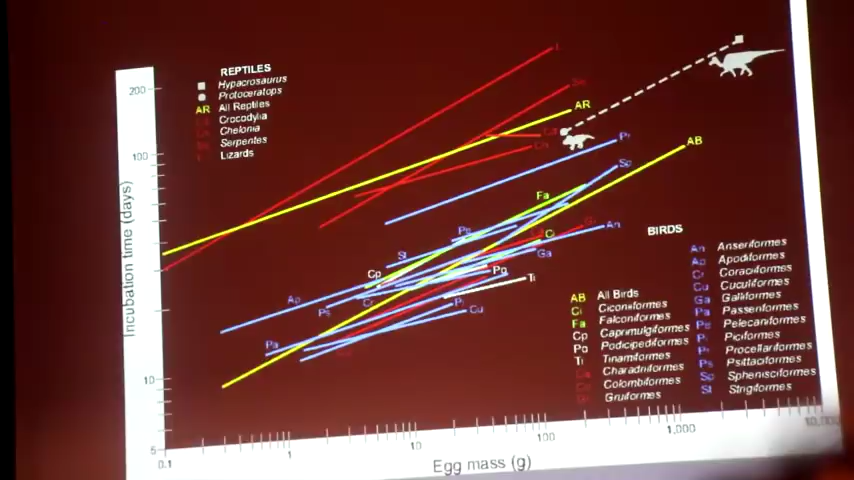 200
100
10
5
Incubation time (days)
0.1
1
10
100
1,000
10,000
Egg mass (g)
REPTILES
Hypacrosaurus
Protoceratops
AR All Reptiles
Crocodylia
Chelonia
Serpentes
L Lizards
L
Se
AR
Pr
AB
Sp
Fa
Pe
An
Ci
Ga
St
Cp
Po
Ti
Ap
Cr
Ps
Pi
Cu
Pa
BIRDS
AB All Birds
Ci Ciconiiformes
Fa Falconiformes
Cp Caprimulgiformes
Po Podicipediformes
Ti Tinamiformes
Charadriiformes
Colombiformes
Gruiformes
An Anseriformes
Ap Apodiformes
Cr Coraciiformes
Cu Cuculiformes
Ga Galliformes
Pa Passeriformes
Pe Pelecaniformes
Pi Piciformes
Pr Procellariiformes
Ps Psittaciformes
Sp Sphenisciformes
St Strigiformes